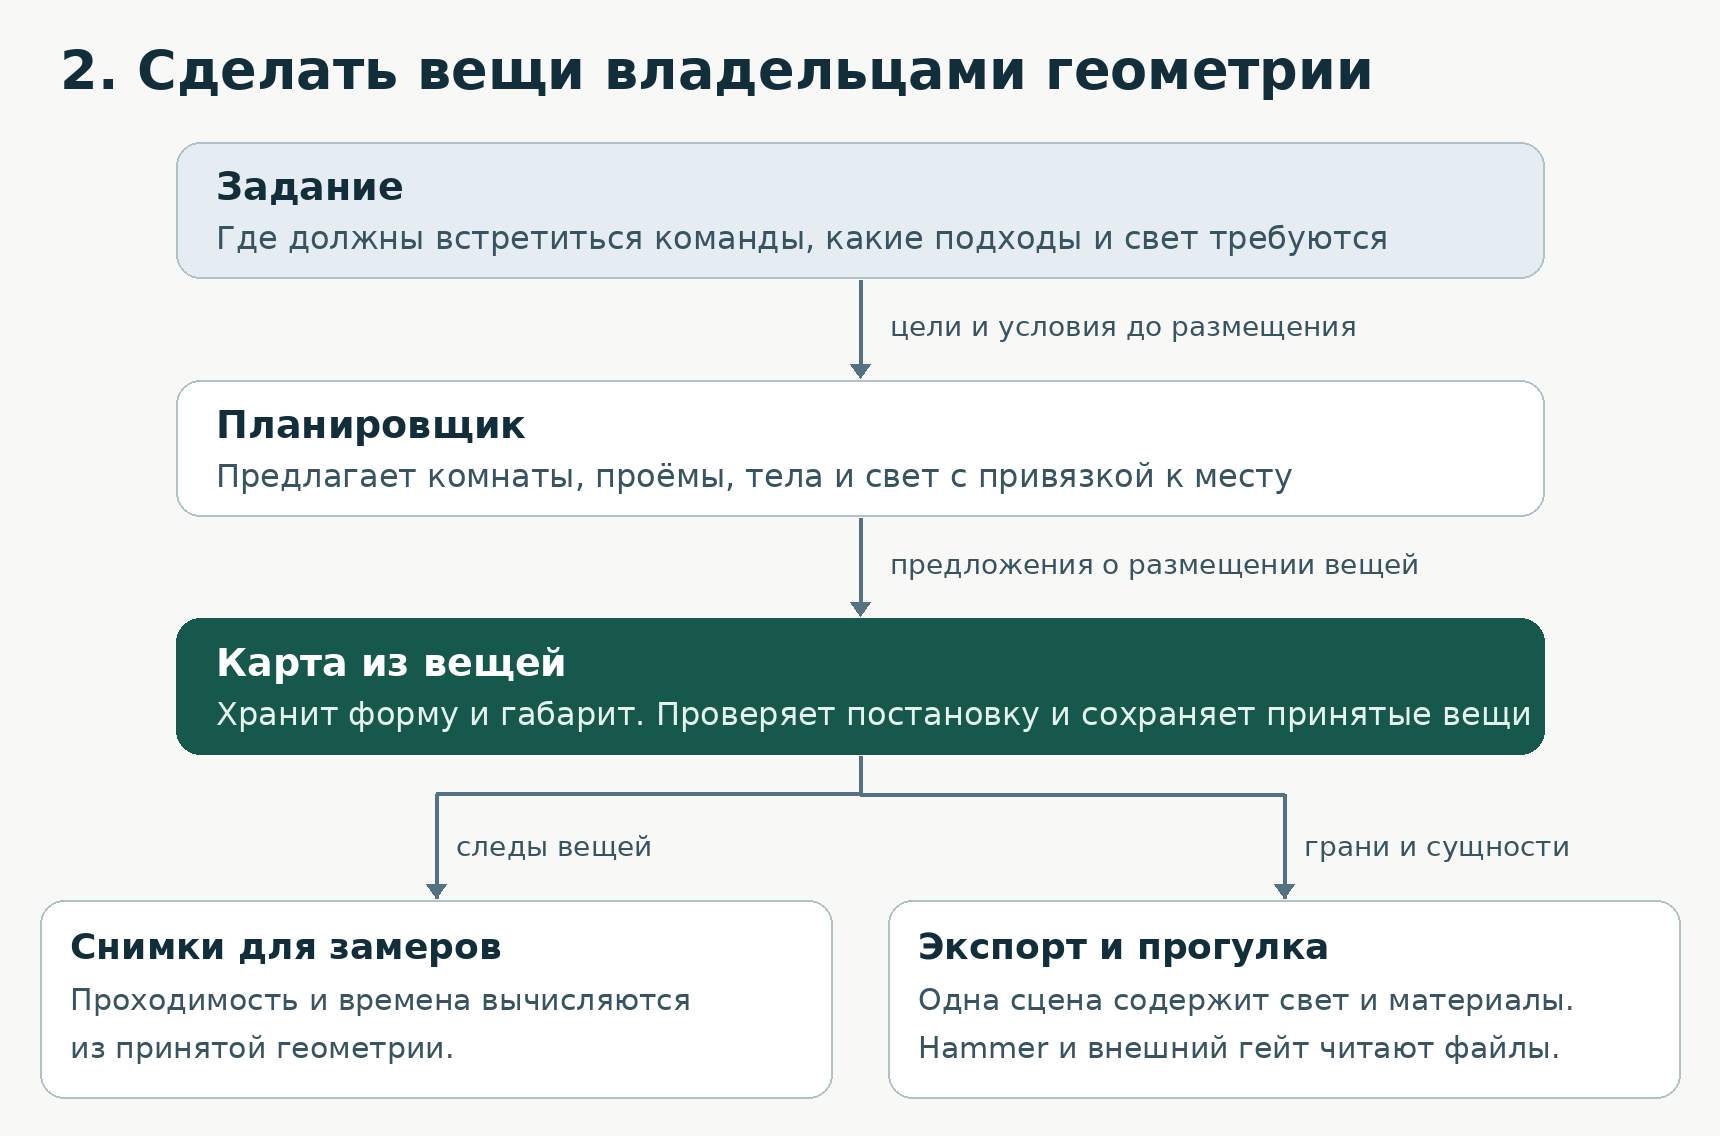 2. Сделать вещи владельцами геометрии
Задание
Где должны встретиться команды, какие подходы и свет требуются
цели и условия до размещения
Планировщик
Предлагает комнаты, проёмы, тела и свет с привязкой к месту
предложения о размещении вещей
Карта из вещей
Хранит форму и габарит. Проверяет постановку и сохраняет принятые вещи
следы вещей
грани и сущности
Снимки для замеров
Проходимость и времена вычисляются
из принятой геометрии.
Экспорт и прогулка
Одна сцена содержит свет и материалы.
Hammer и внешний гейт читают файлы.